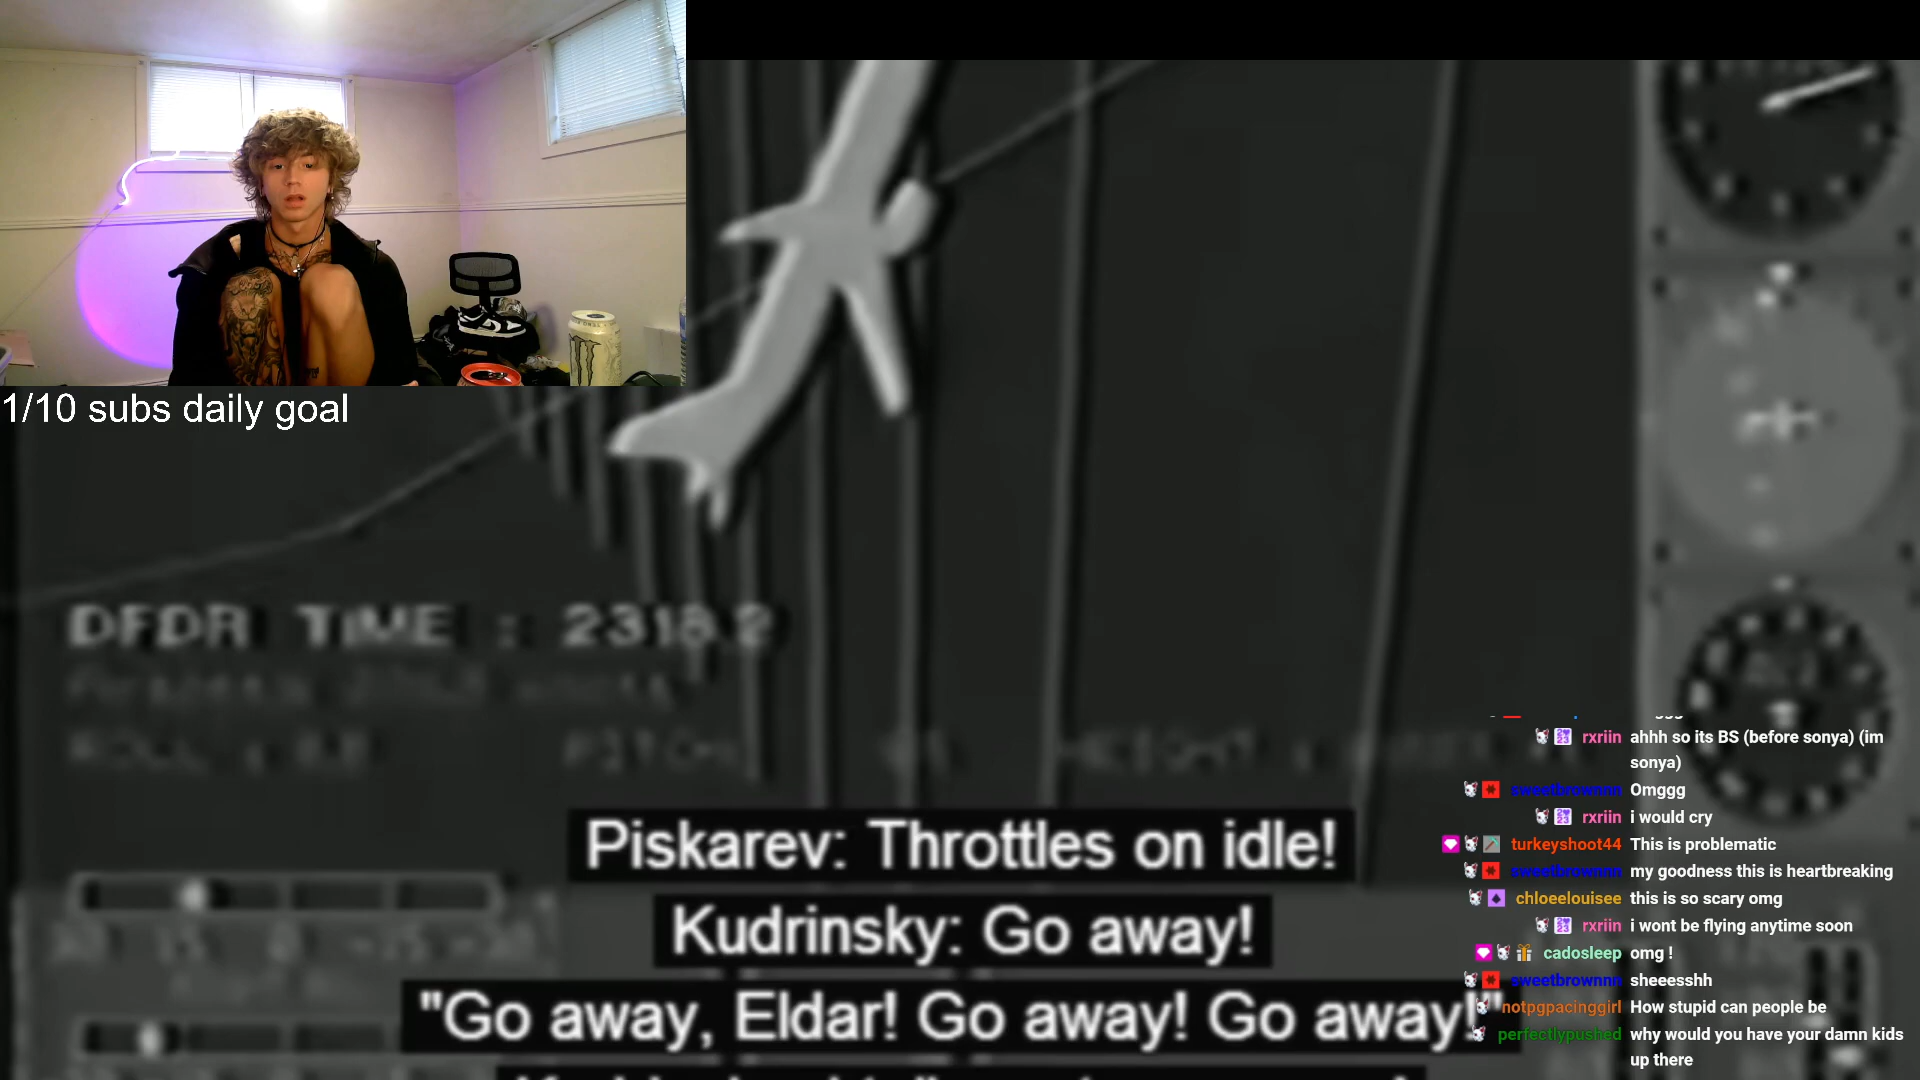 1/10 subs daily goal
DFDR TIME : 2318.2
Piskarev: Throttles on idle!
Kudrinsky: Go away!
"Go away, Eldar! Go away! Go away!"
rxriin ahhh so its BS (before sonya) (im
sonya)
sweetbrownnn Omggg
rxriin i would cry
turkeyshoot44 This is problematic
sweetbrownnn my goodness this is heartbreaking
chloeelouisee this is so scary omg
rxriin i wont be flying anytime soon
cadosleep omg !
sweetbrownnn sheeesshh
notpgpacinggirl How stupid can people be
perfectlypushed why would you have your damn kids
up there